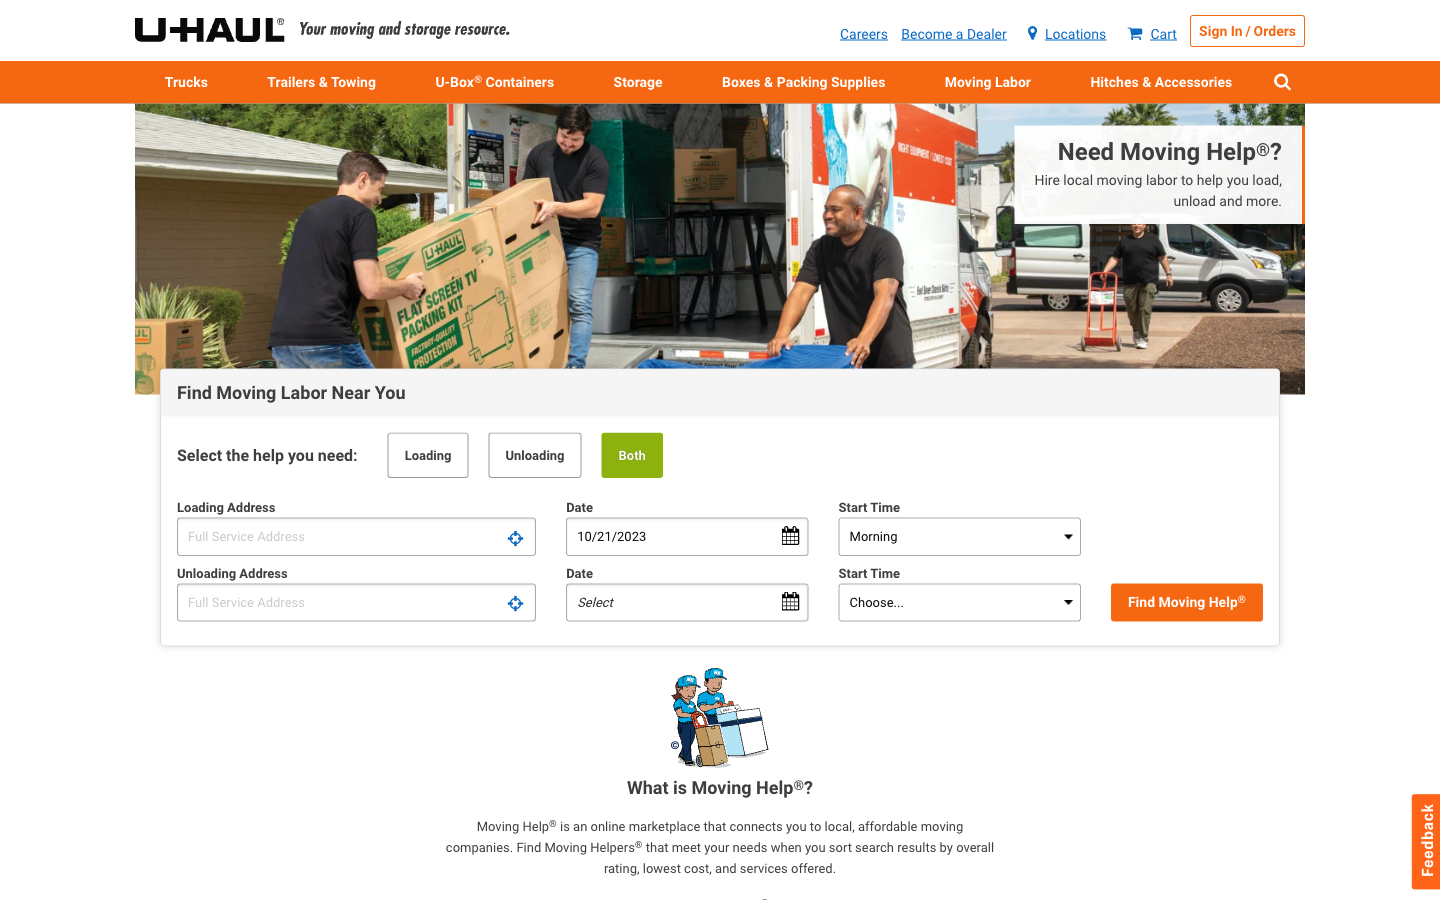 U-HAUL® Your moving and storage resource.
Careers Become a Dealer Locations Cart Sign In / Orders
Trucks Trailers & Towing U-Box® Containers Storage Boxes & Packing Supplies Moving Labor Hitches & Accessories
RIGHT EQUIPMENT / LOWEST COST
Need Moving Help®?
Hire local moving labor to help you load,
unload and more.
U-HAUL
U-HAUL
FLAT SCREEN TV
PACKING KIT
FACTORY-QUALITY
PROTECTION
Find Moving Labor Near You
Select the help you need: Loading Unloading Both
Loading Address Date Start Time
Full Service Address 10/21/2023 Morning
Unloading Address Date Start Time
Full Service Address Select Choose... Find Moving Help®
©
What is Moving Help®?
Moving Help® is an online marketplace that connects you to local, affordable moving
companies. Find Moving Helpers® that meet your needs when you sort search results by overall
rating, lowest cost, and services offered.
Feedback